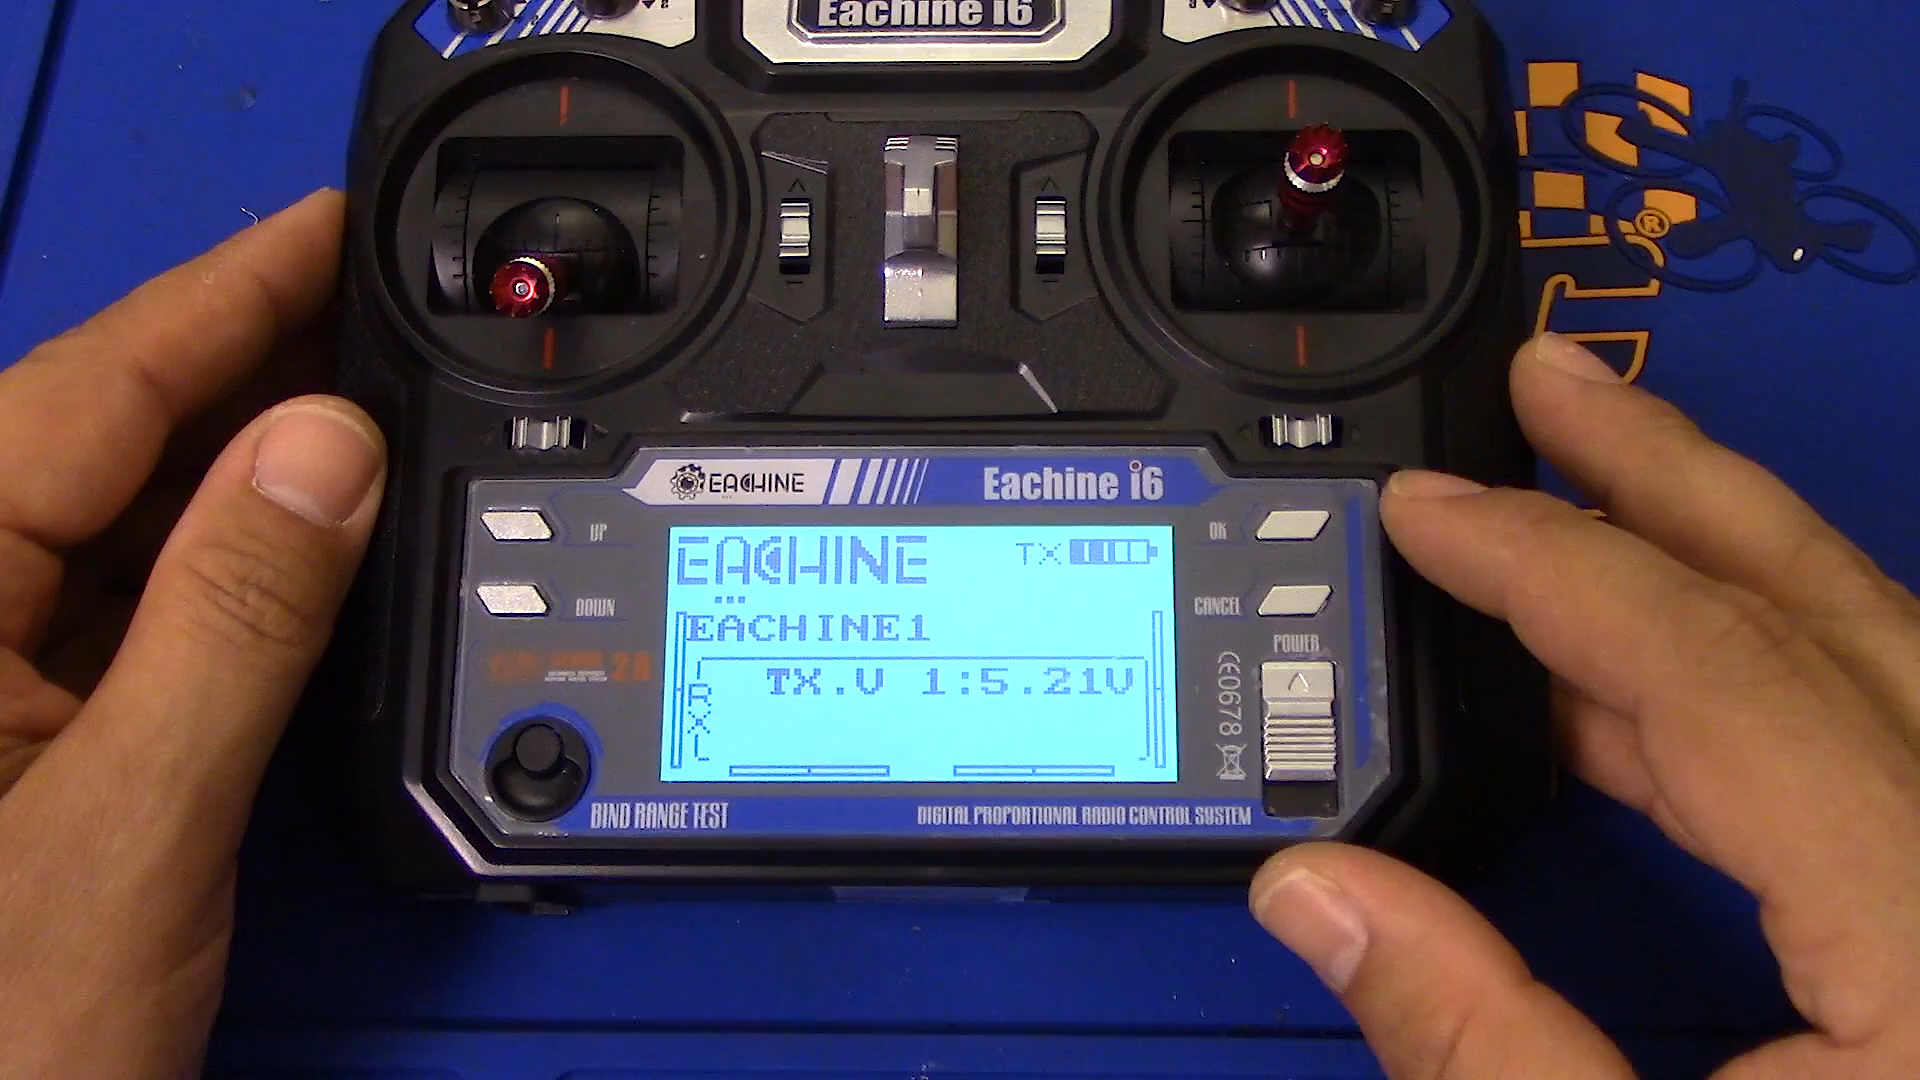 Eachine i6
EACHINE
Eachine i6
UP
OK
DOWN
CANCEL
POWER
EACHINE
TX
EACHINE1
TX.V 1:5.21V
RX
CE0678
BIND RANGE TEST
DIGITAL PROPORTIONAL RADIO CONTROL SYSTEM
®